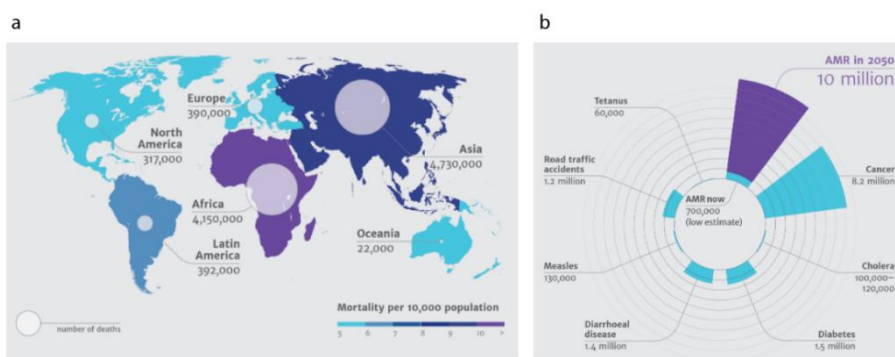 a
Europe
390,000
North
America
317,000
Asia
4,730,000
Africa
4,150,000
Oceania
22,000
Latin
America
392,000
Mortality per 10,000 population
number of deaths
5 6 7 8 9 10 >
b
AMR in 2050
10 million
Tetanus
60,000
Road traffic
accidents
1.2 million
Cancer
8.2 million
AMR now
700,000
(low estimate)
Measles
130,000
Cholera
100,000–
120,000
Diarrhoeal
disease
1.4 million
Diabetes
1.5 million